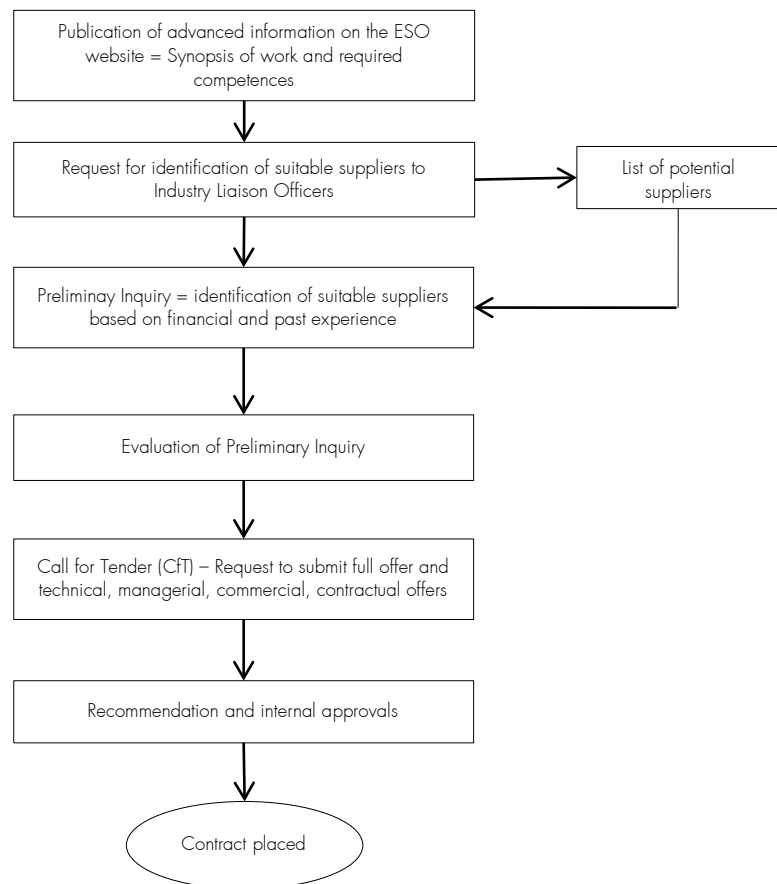 Publication of advanced information on the ESO
website = Synopsis of work and required
competences
Request for identification of suitable suppliers to
Industry Liaison Officers
List of potential
suppliers
Preliminay Inquiry = identification of suitable suppliers
based on financial and past experience
Evaluation of Preliminary Inquiry
Call for Tender (CfT) – Request to submit full offer and
technical, managerial, commercial, contractual offers
Recommendation and internal approvals
Contract placed